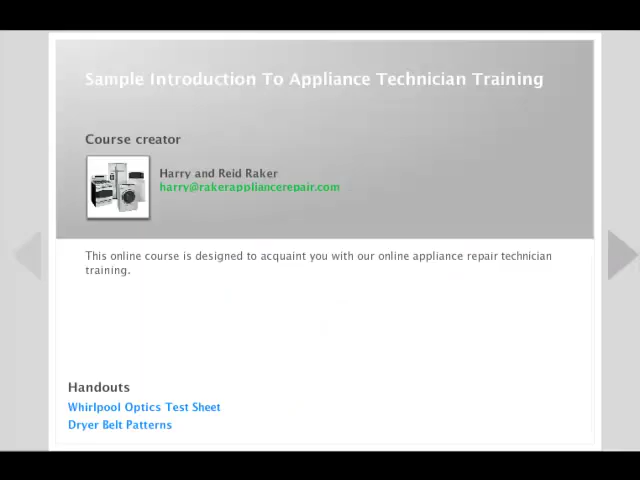 Sample Introduction To Appliance Technician Training
Course creator
Harry and Reid Raker
harry@rakerappliancerepair.com
This online course is designed to acquaint you with our online appliance repair technician
training.
Handouts
Whirlpool Optics Test Sheet
Dryer Belt Patterns